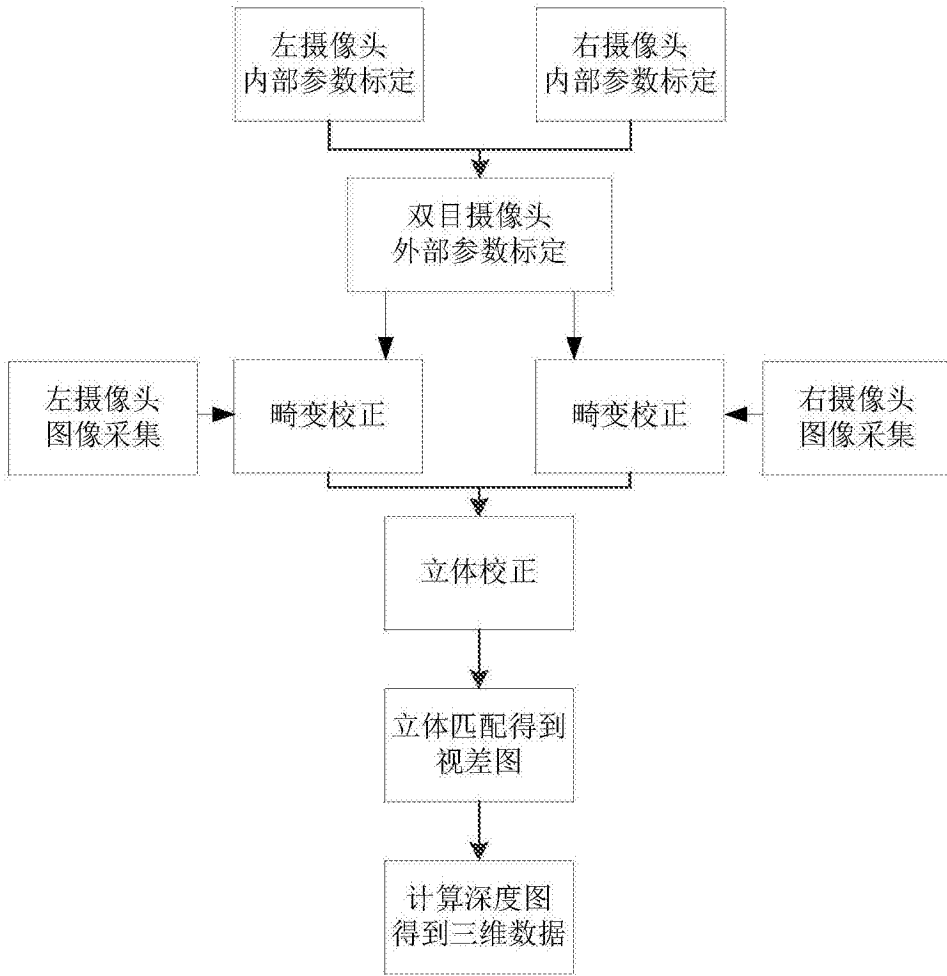 左摄像头
内部参数标定
右摄像头
内部参数标定
双目摄像头
外部参数标定
左摄像头
图像采集
畸变校正
畸变校正
右摄像头
图像采集
立体校正
立体匹配得到
视差图
计算深度图
得到三维数据